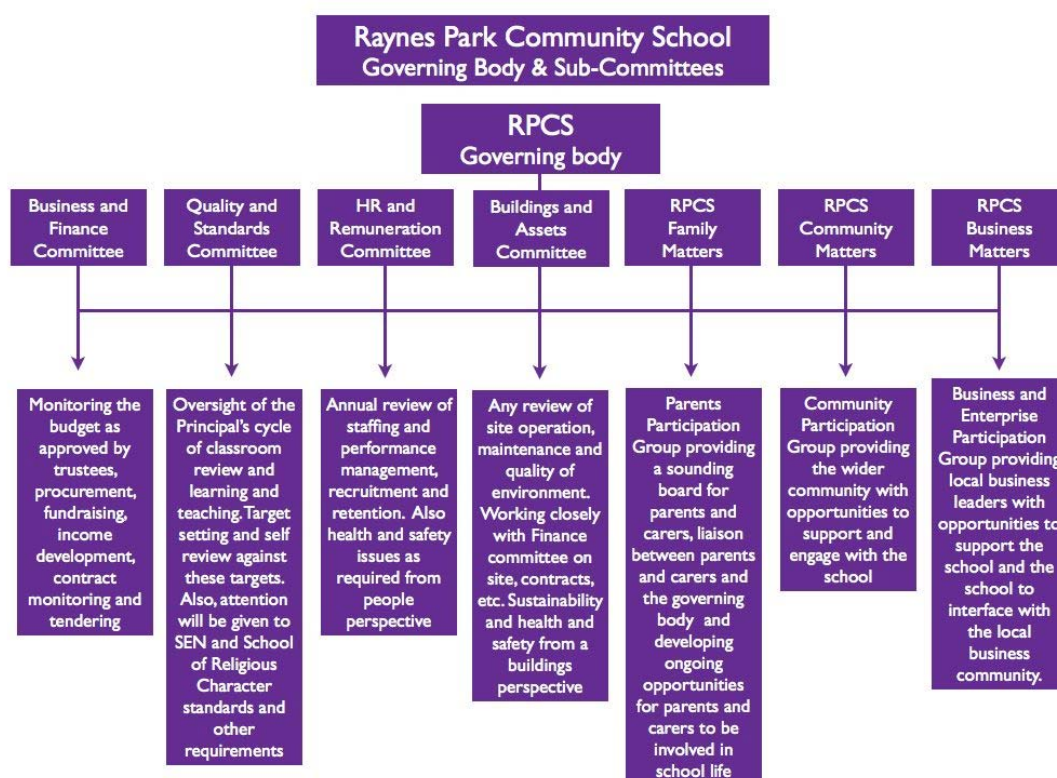 Raynes Park Community School
Governing Body & Sub-Committees
RPCS
Governing body
Business and
Finance
Committee
Quality and
Standards
Committee
HR and
Remuneration
Committee
Buildings and
Assets
Committee
RPCS
Family
Matters
RPCS
Community
Matters
RPCS
Business
Matters
Monitoring the
budget as
approved by
trustees,
procurement,
fundraising,
income
development,
contract
monitoring and
tendering
Oversight of the
Principal's cycle
of classroom
review and
learning and
teaching. Target
setting and self
review against
these targets.
Also, attention
will be given to
SEN and School
of Religious
Character
standards and
other
requirements
Annual review of
staffing and
performance
management,
recruitment and
retention. Also
health and safety
issues as
required from
people
perspective
Any review of
site operation,
maintenance and
quality of
environment.
Working closely
with Finance
committee on
site, contracts,
etc. Sustainability
and health and
safety from a
buildings
perspective
Parents
Participation
Group providing
a sounding
board for
parents and
carers, liaison
between parents
and carers and
the governing
body and
developing
ongoing
opportunities
for parents and
carers to be
involved in
school life
Community
Participation
Group providing
the wider
community with
opportunities to
support and
engage with the
school
Business and
Enterprise
Participation
Group providing
local business
leaders with
opportunities to
support the
school and the
school to
interface with
the local
business
community.